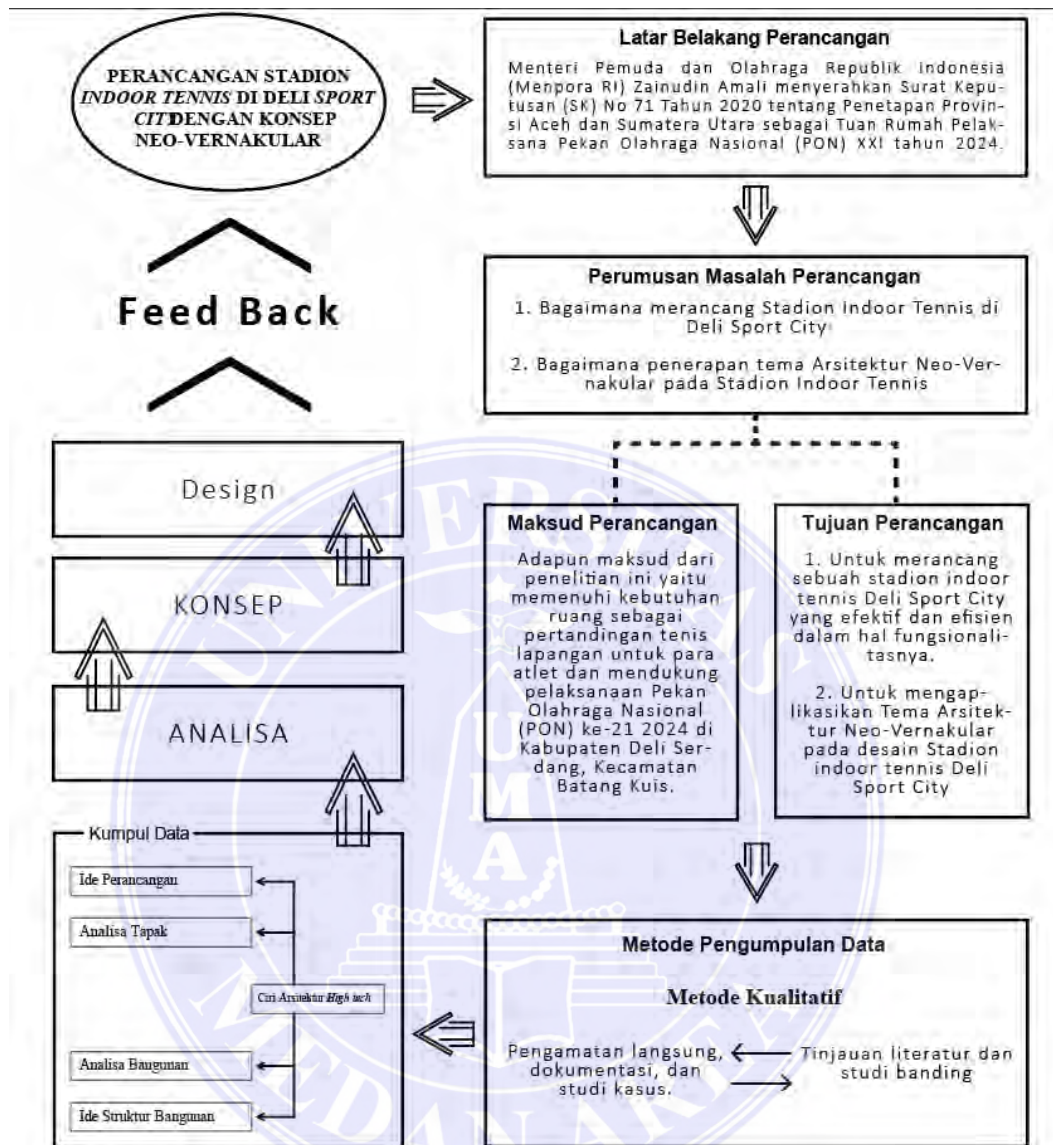 PERANCANGAN STADION
INDOOR TENNIS DI DELI SPORT
CITYDENGAN KONSEP
NEO-VERNAKULAR
Latar Belakang Perancangan
Menteri Pemuda dan Olahraga Republik Indonesia
(Menpora RI) Zainudin Amali menyerahkan Surat Kepu-
tusan (SK) No 71 Tahun 2020 tentang Penetapan Provin-
si Aceh dan Sumatera Utara sebagai Tuan Rumah Pelak-
sana Pekan Olahraga Nasional (PON) XXI tahun 2024.
Perumusan Masalah Perancangan
1. Bagaimana merancang Stadion Indoor Tennis di
Deli Sport City
2. Bagaimana penerapan tema Arsitektur Neo-Ver-
nakular pada Stadion Indoor Tennis
Maksud Perancangan
Adapun maksud dari
penelitian ini yaitu
memenuhi kebutuhan
ruang sebagai
pertandingan tenis
lapangan untuk para
atlet dan mendukung
pelaksanaan Pekan
Olahraga Nasional
(PON) ke-21 2024 di
Kabupaten Deli Ser-
dang, Kecamatan
Batang Kuis.
Tujuan Perancangan
1. Untuk merancang
sebuah stadion indoor
tennis Deli Sport City
yang efektif dan efisien
dalam hal fungsionali-
tasnya.
2. Untuk mengap-
likasikan Tema Arsitek-
tur Neo-Vernakular
pada desain Stadion
indoor tennis Deli
Sport City
Metode Pengumpulan Data
Metode Kualitatif
Pengamatan langsung,
dokumentasi, dan
studi kasus.
Tinjauan literatur dan
studi banding
Kumpul Data
Ide Perancangan
Analisa Tapak
Ciri Arsitektur High tech
Analisa Baugunan
Ide Struktur Bangunan
ANALISA
KONSEP
Design
Feed Back
UNIVERSITAS
MEDAN AREA
UMA